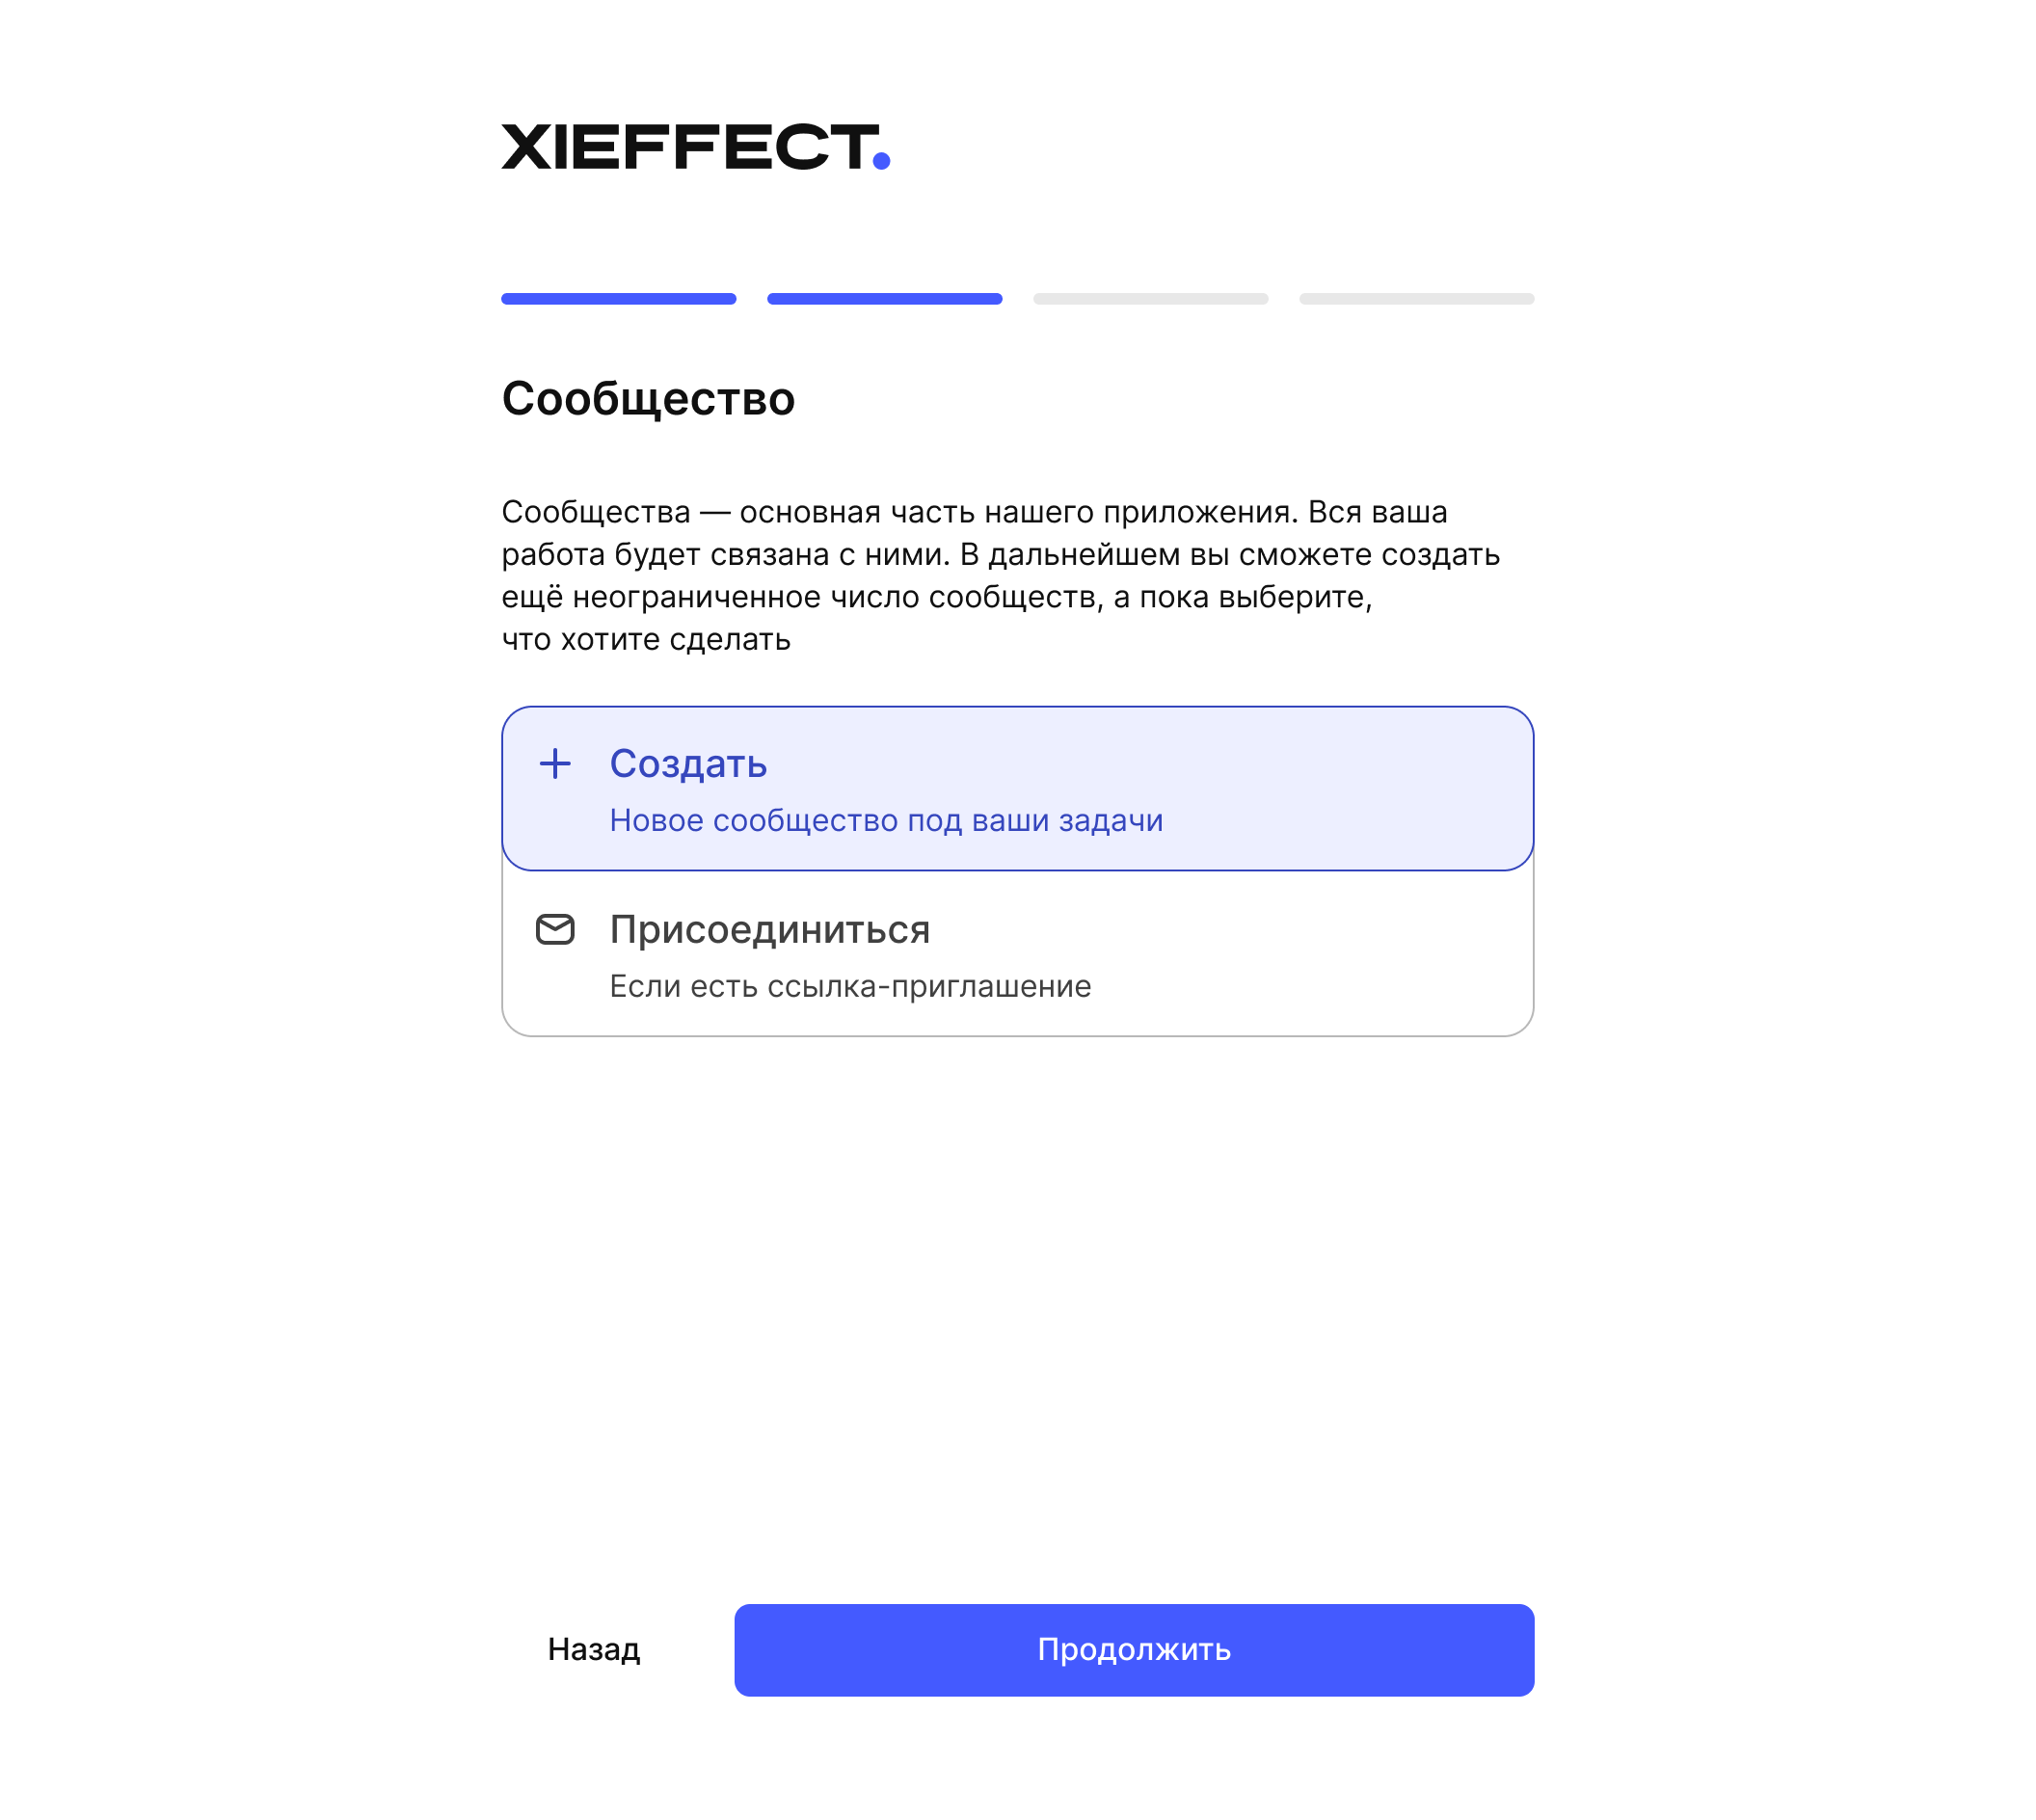 XIEFFECT.
Сообщество
Сообщества — основная часть нашего приложения. Вся ваша
работа будет связана с ними. В дальнейшем вы сможете создать
ещё неограниченное число сообществ, а пока выберите,
что хотите сделать
Создать
Новое сообщество под ваши задачи
Присоединиться
Если есть ссылка-приглашение
Назад
Продолжить